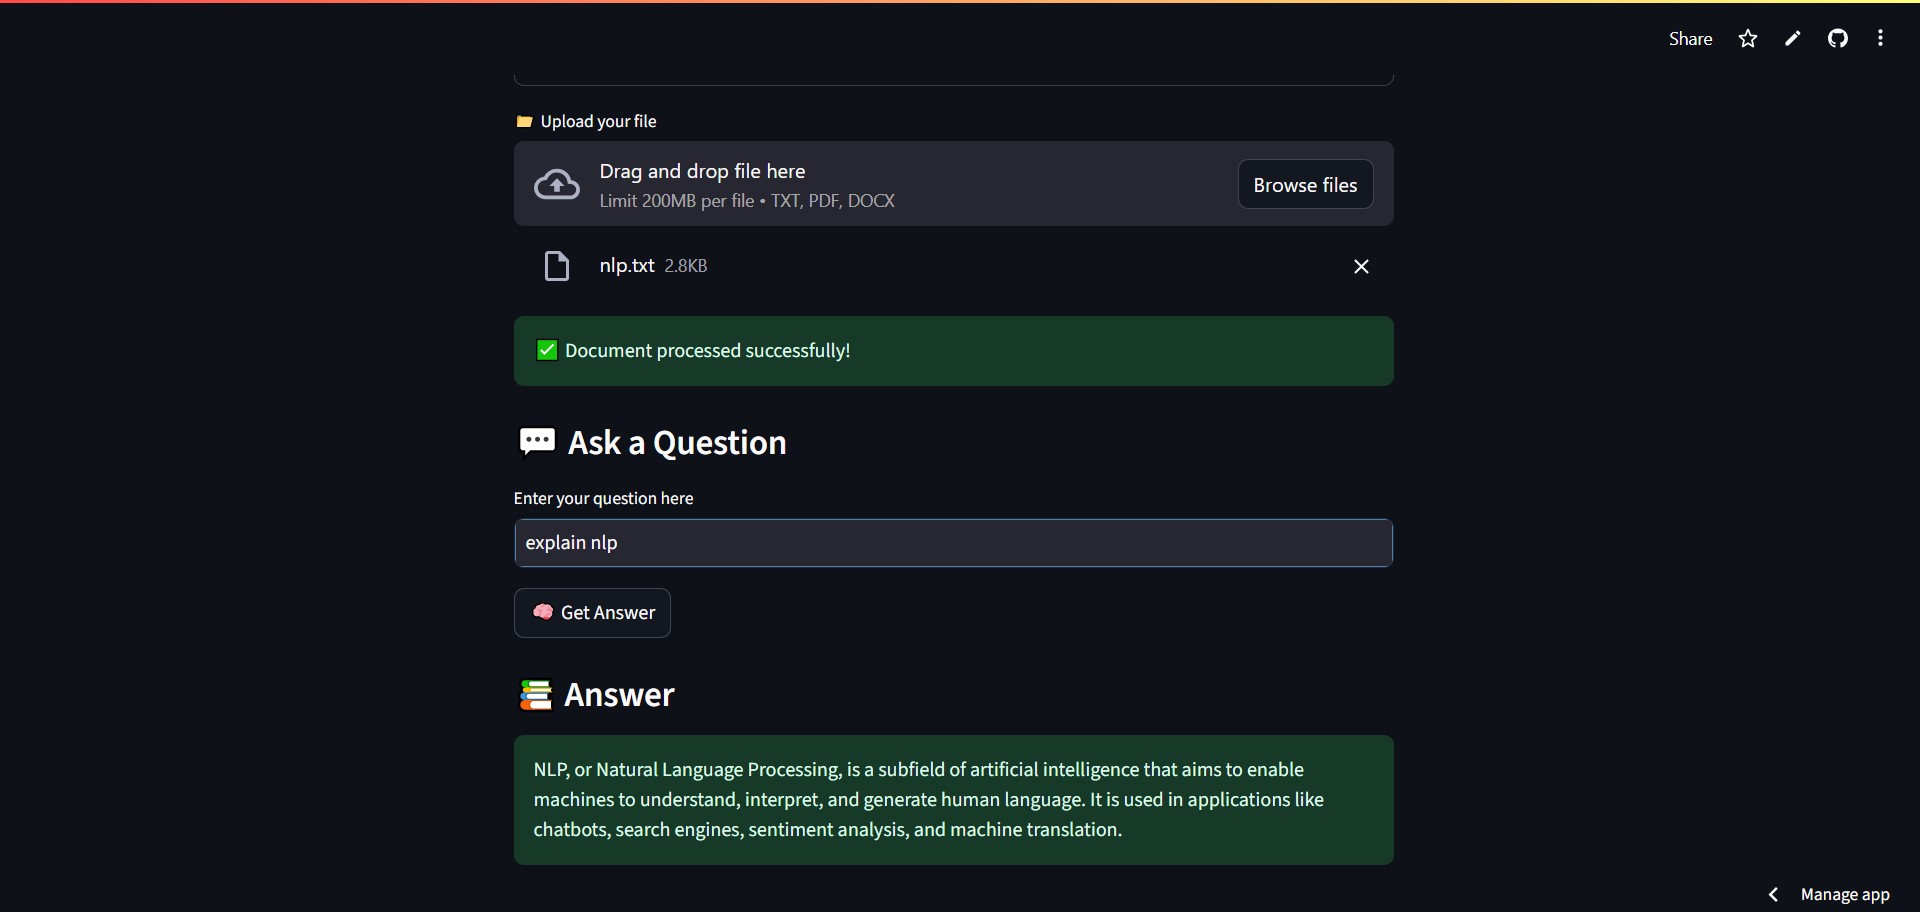 Share
Upload your file
Drag and drop file here
Limit 200MB per file • TXT, PDF, DOCX
Browse files
nlp.txt 2.8KB
Document processed successfully!
Ask a Question
Enter your question here
explain nlp
Get Answer
Answer
NLP, or Natural Language Processing, is a subfield of artificial intelligence that aims to enable
machines to understand, interpret, and generate human language. It is used in applications like
chatbots, search engines, sentiment analysis, and machine translation.
Manage app